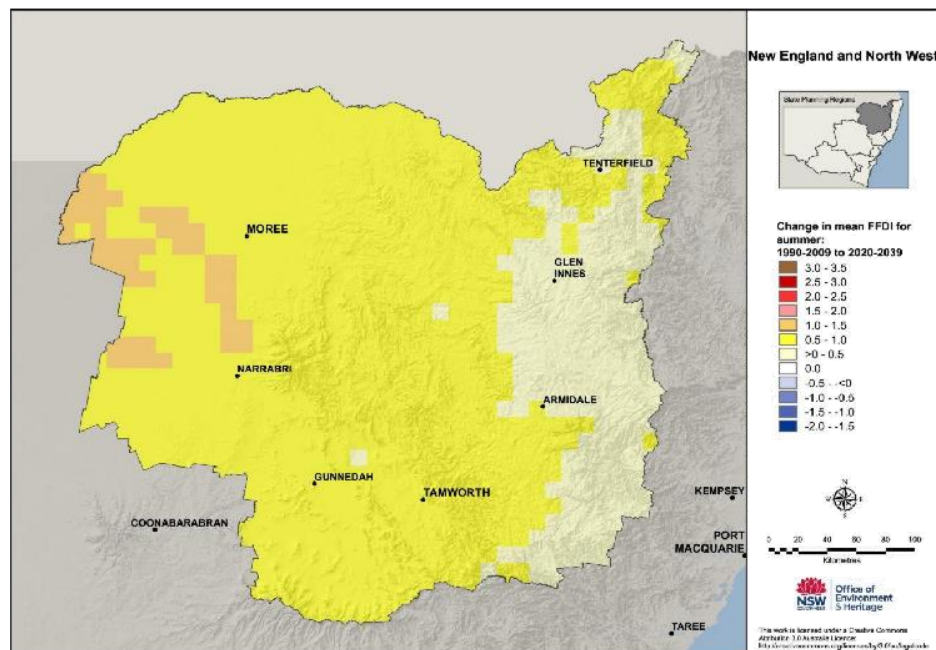 New England and North West
State Planning Regions
TENTERFIELD
MOREE
GLEN
INNES
NARRABRI
ARMIDALE
GUNNEDAH
TAMWORTH
COONABARABRAN
KEMPSEY
PORT
MACQUARIE
TAREE
Change in mean FFDI for
summer:
1990-2009 to 2020-2039
3.0 - 3.5
2.5 - 3.0
2.0 - 2.5
1.5 - 2.0
1.0 - 1.5
0.5 - 1.0
>0 - 0.5
0.0
-0.5 - <0
-1.0 - -0.5
-1.5 - -1.0
-2.0 - -1.5
N
W
E
S
0 20 40 60 80 100
Kilometres
NSW
GOVERNMENT
Office of
Environment
& Heritage
This work is licensed under a Creative Commons
Attribution 3.0 Australia Licence: